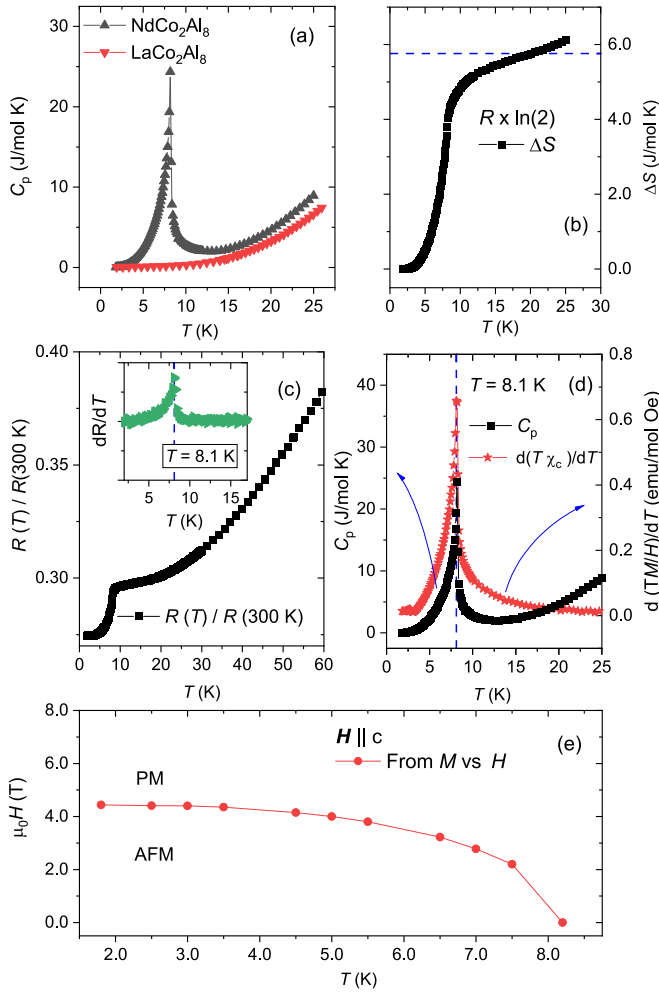 (a)
NdCo₂Al₈
LaCo₂Al₈
Cₚ (J/mol K)
30
20
10
0
0 5 10 15 20 25
T (K)
(b)
R x ln(2)
ΔS
ΔS (J/mol K)
6.0
4.0
2.0
0.0
0 5 10 15 20 25 30
T (K)
(c)
R (T) / R(300 K)
0.40
0.35
0.30
0 10 20 30 40 50 60
T (K)
R (T) / R (300 K)
dR/dT
T = 8.1 K
5 10 15
T (K)
(d)
T = 8.1 K
Cₚ
d(T χ_c)/dT
Cₚ (J/mol K)
40
30
20
10
0
d (TM/H)/dT (emu/mol Oe)
0.8
0.6
0.4
0.2
0.0
0 5 10 15 20 25
T (K)
(e)
H || c
From M vs H
PM
AFM
μ₀H (T)
8.0
6.0
4.0
2.0
0.0
2.0 3.0 4.0 5.0 6.0 7.0 8.0
T (K)